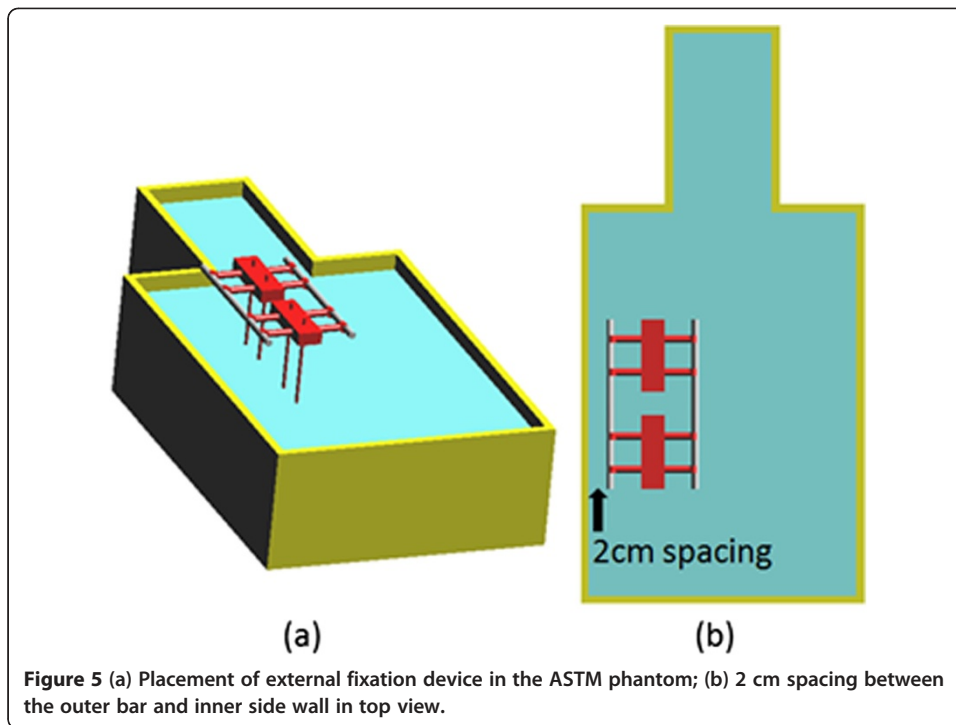 2cm spacing
(a)
(b)
Figure 5 (a) Placement of external fixation device in the ASTM phantom; (b) 2 cm spacing between
the outer bar and inner side wall in top view.